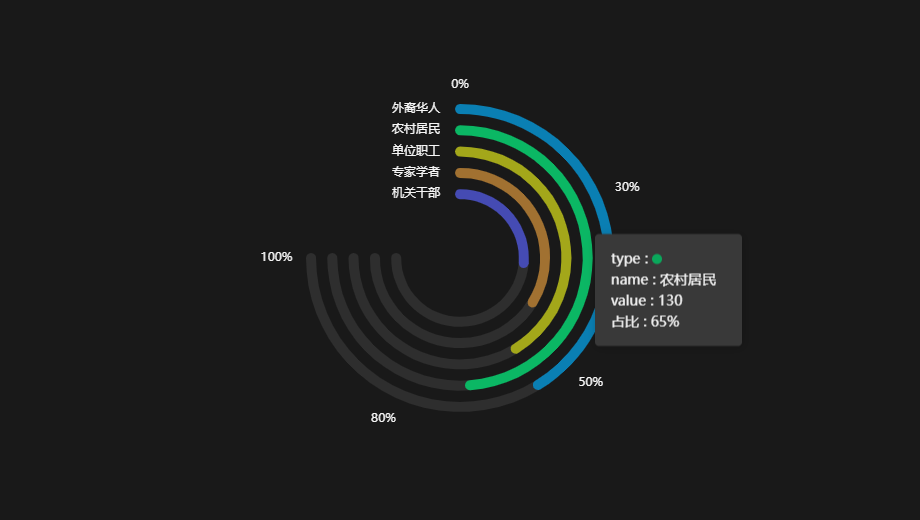 0%
外裔华人
农村居民
单位职工
专家学者
机关干部
30%
100%
type :
name : 农村居民
value : 130
占比 : 65%
50%
80%